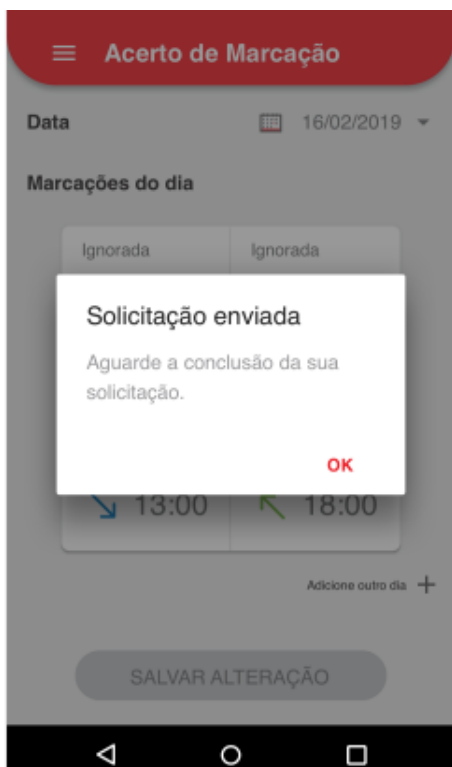 Acerto de Marcação
Data 16/02/2019
Marcações do dia
Ignorada Ignorada
Solicitação enviada
Aguarde a conclusão da sua
solicitação.
OK
13:00 18:00
Adicione outro dia
SALVAR ALTERAÇÃO